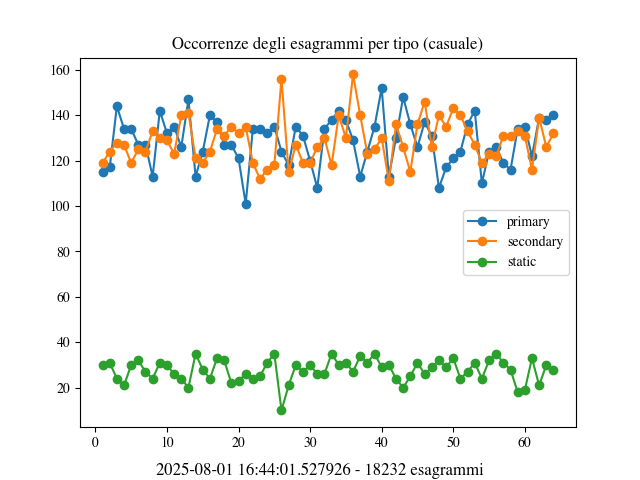 Occorrenze degli esagrammi per tipo (casuale)
160
140
120
100
80
60
40
20
primary
secondary
static
0 10 20 30 40 50 60
2025-08-01 16:44:01.527926 - 18232 esagrammi